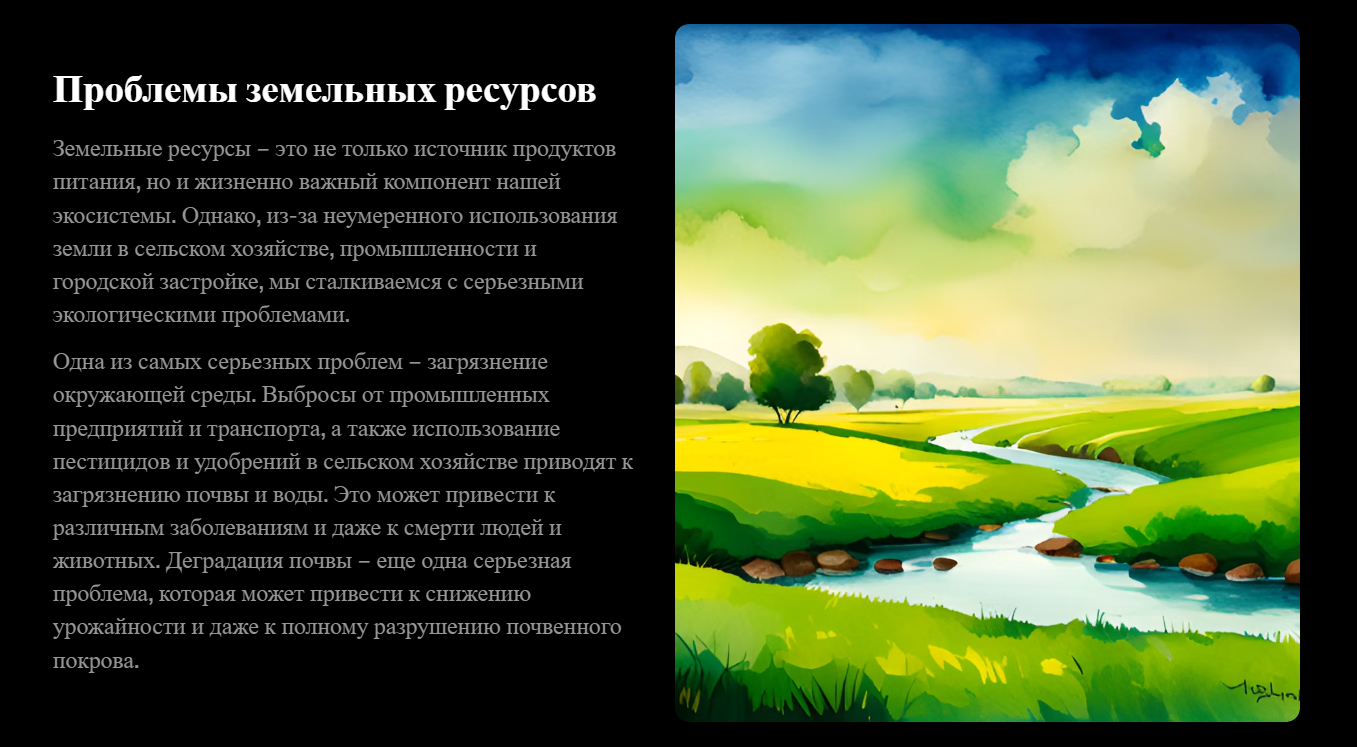 Проблемы земельных ресурсов
Земельные ресурсы – это не только источник продуктов
питания, но и жизненно важный компонент нашей
экосистемы. Однако, из-за неумеренного использования
земли в сельском хозяйстве, промышленности и
городской застройке, мы сталкиваемся с серьезными
экологическими проблемами.
Одна из самых серьезных проблем – загрязнение
окружающей среды. Выбросы от промышленных
предприятий и транспорта, а также использование
пестицидов и удобрений в сельском хозяйстве приводят к
загрязнению почвы и воды. Это может привести к
различным заболеваниям и даже к смерти людей и
животных. Деградация почвы – еще одна серьезная
проблема, которая может привести к снижению
урожайности и даже к полному разрушению почвенного
покрова.